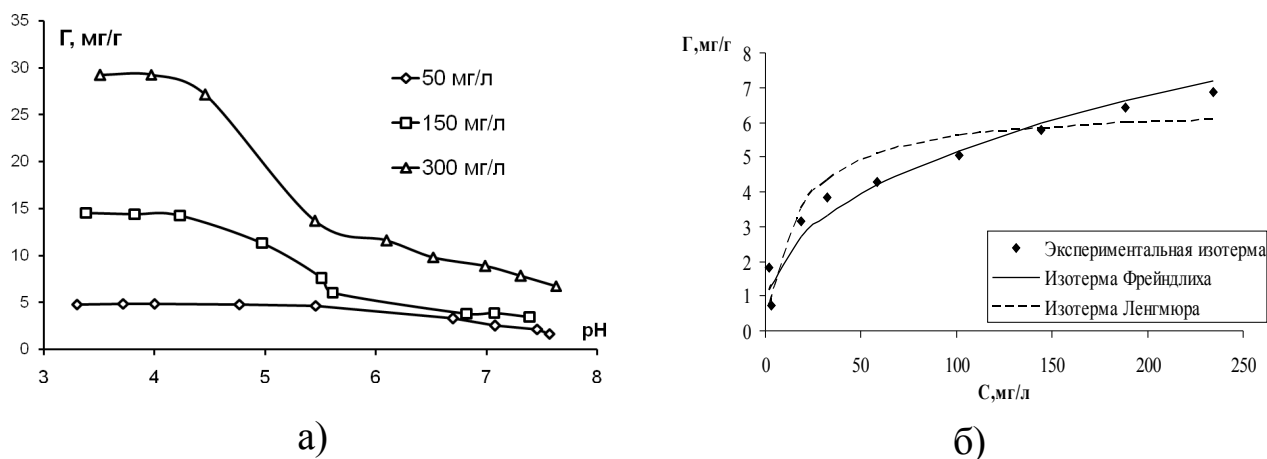 Г, мг/г
35
30
25
20
15
10
5
0
3 4 5 6 7 8
pH
50 мг/л
150 мг/л
300 мг/л
а)
Г,мг/г
8
7
6
5
4
3
2
1
0
0 50 100 150 200 250
С,мг/л
Экспериментальная изотерма
Изотерма Фрейндлиха
Изотерма Ленгмюра
б)